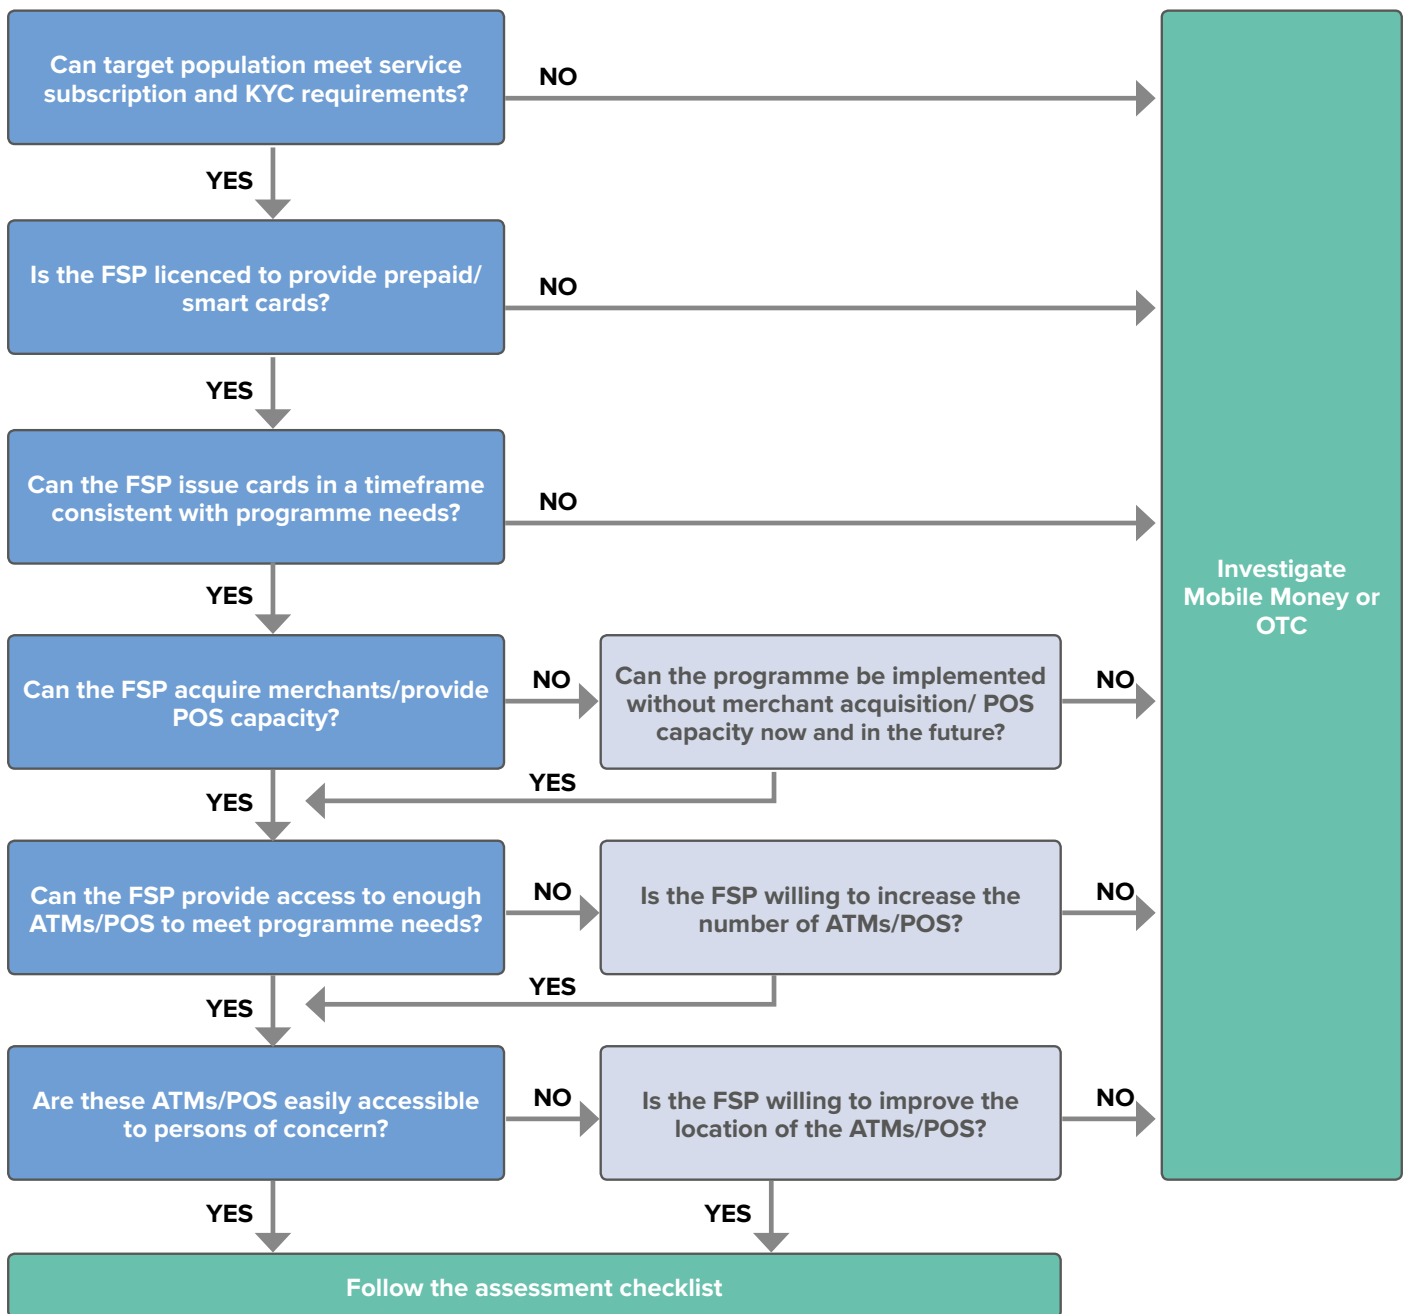 Can target population meet service
subscription and KYC requirements?
NO
YES
Is the FSP licenced to provide prepaid/
smart cards?
NO
YES
Can the FSP issue cards in a timeframe
consistent with programme needs?
NO
YES
Investigate
Mobile Money or
OTC
Can the FSP acquire merchants/provide
POS capacity?
NO
Can the programme be implemented
without merchant acquisition/ POS
capacity now and in the future?
NO
YES
YES
Can the FSP provide access to enough
ATMs/POS to meet programme needs?
NO
Is the FSP willing to increase the
number of ATMs/POS?
NO
YES
YES
Are these ATMs/POS easily accessible
to persons of concern?
NO
Is the FSP willing to improve the
location of the ATMs/POS?
NO
YES
YES
Follow the assessment checklist